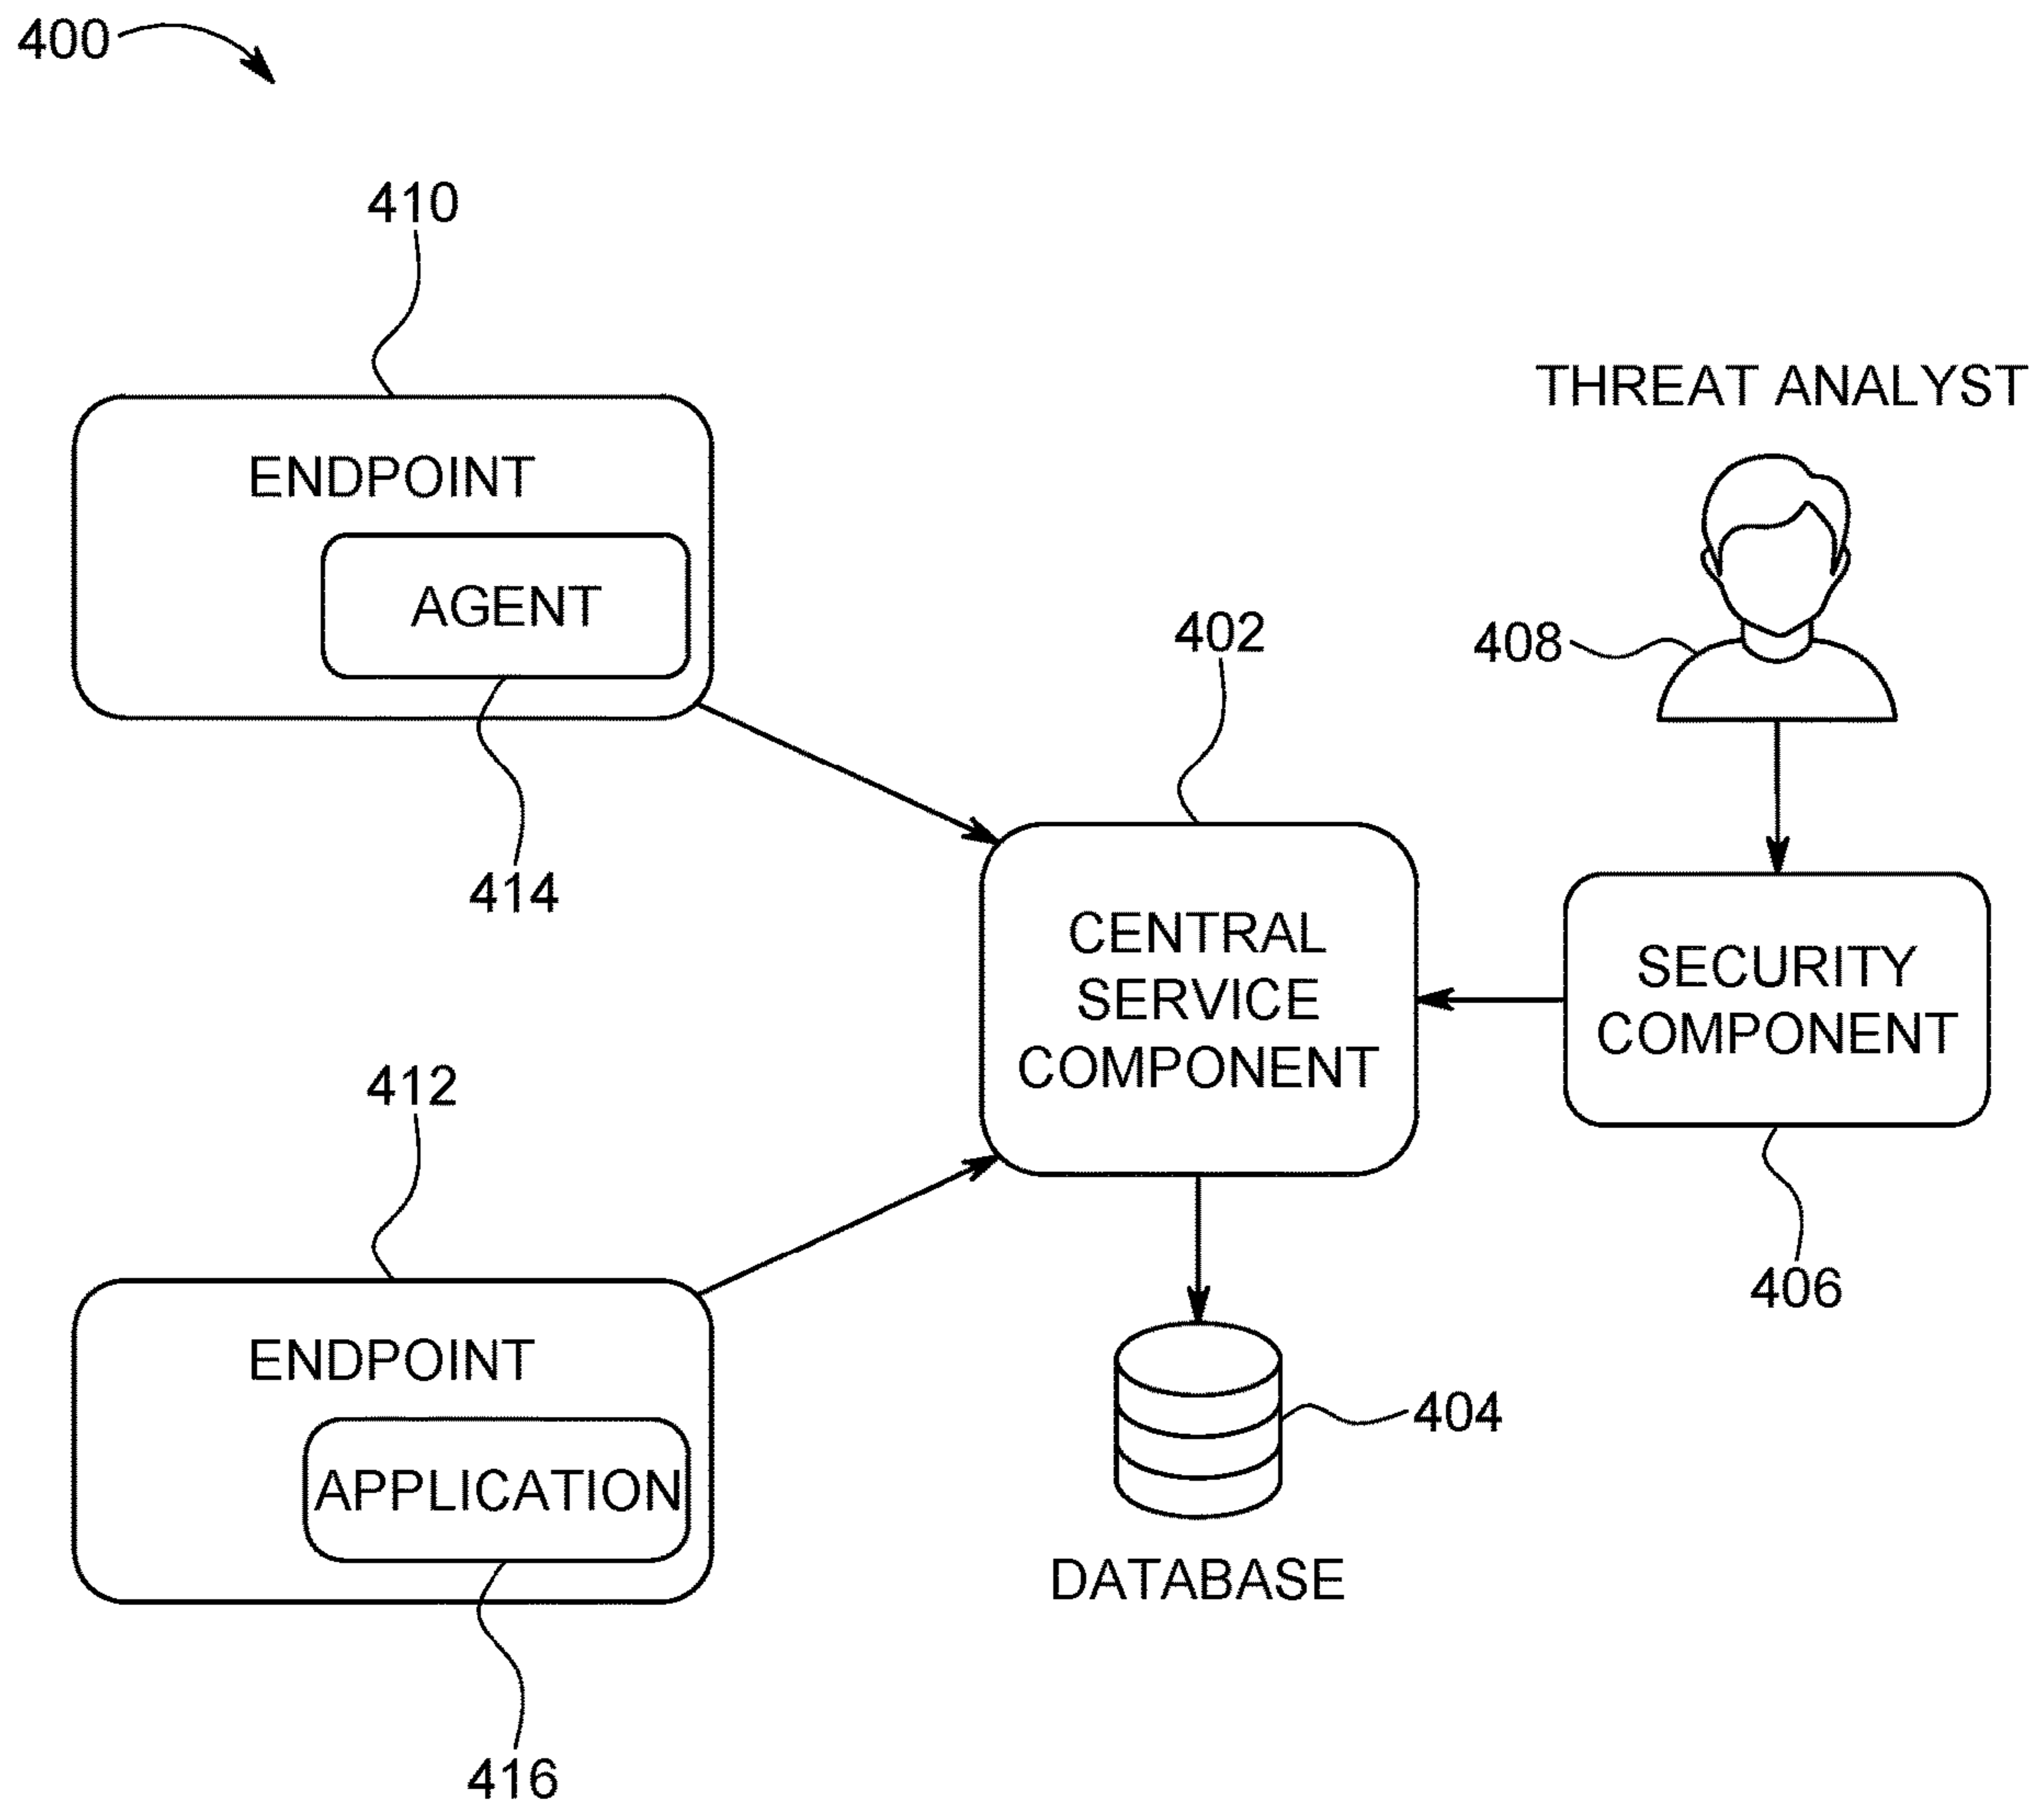 400
410
THREAT ANALYST
ENDPOINT
AGENT
402
408
414
CENTRAL
SERVICE
COMPONENT
SECURITY
COMPONENT
412
406
ENDPOINT
404
APPLICATION
DATABASE
416